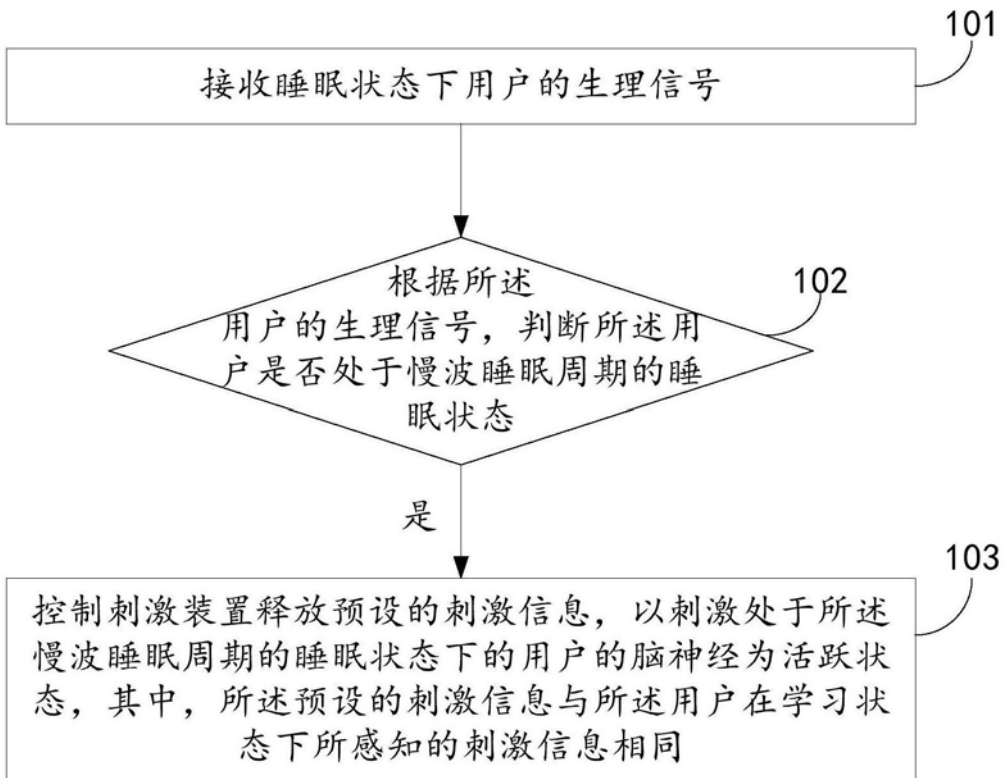 101
接收睡眠状态下用户的生理信号
102
根据所述
用户的生理信号，判断所述用
户是否处于慢波睡眠周期的睡
眠状态
是
103
控制刺激装置释放预设的刺激信息，以刺激处于所述
慢波睡眠周期的睡眠状态下的用户的脑神经为活跃状
态，其中，所述预设的刺激信息与所述用户在学习状
态下所感知的刺激信息相同